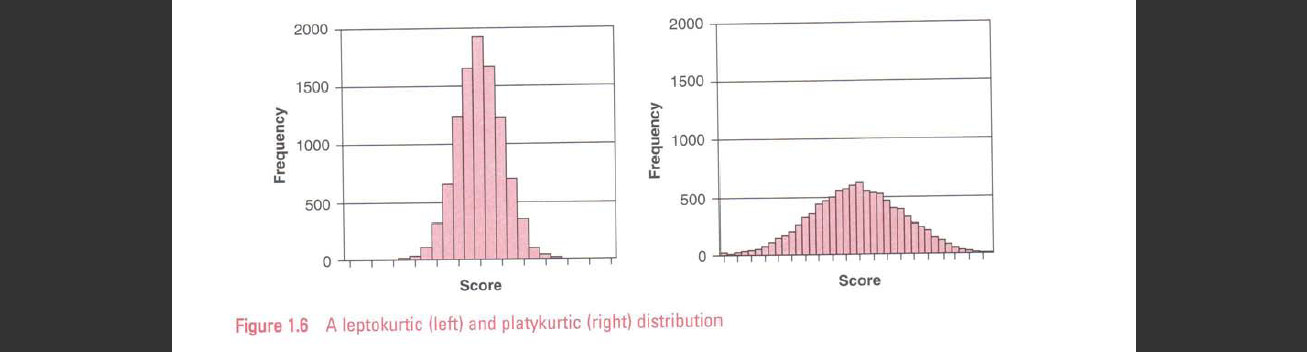 2000
1500
1000
500
0
Frequency
Score
2000
1500
1000
500
0
Frequency
Score
Figure 1.6 A leptokurtic (left) and platykurtic (right) distribution